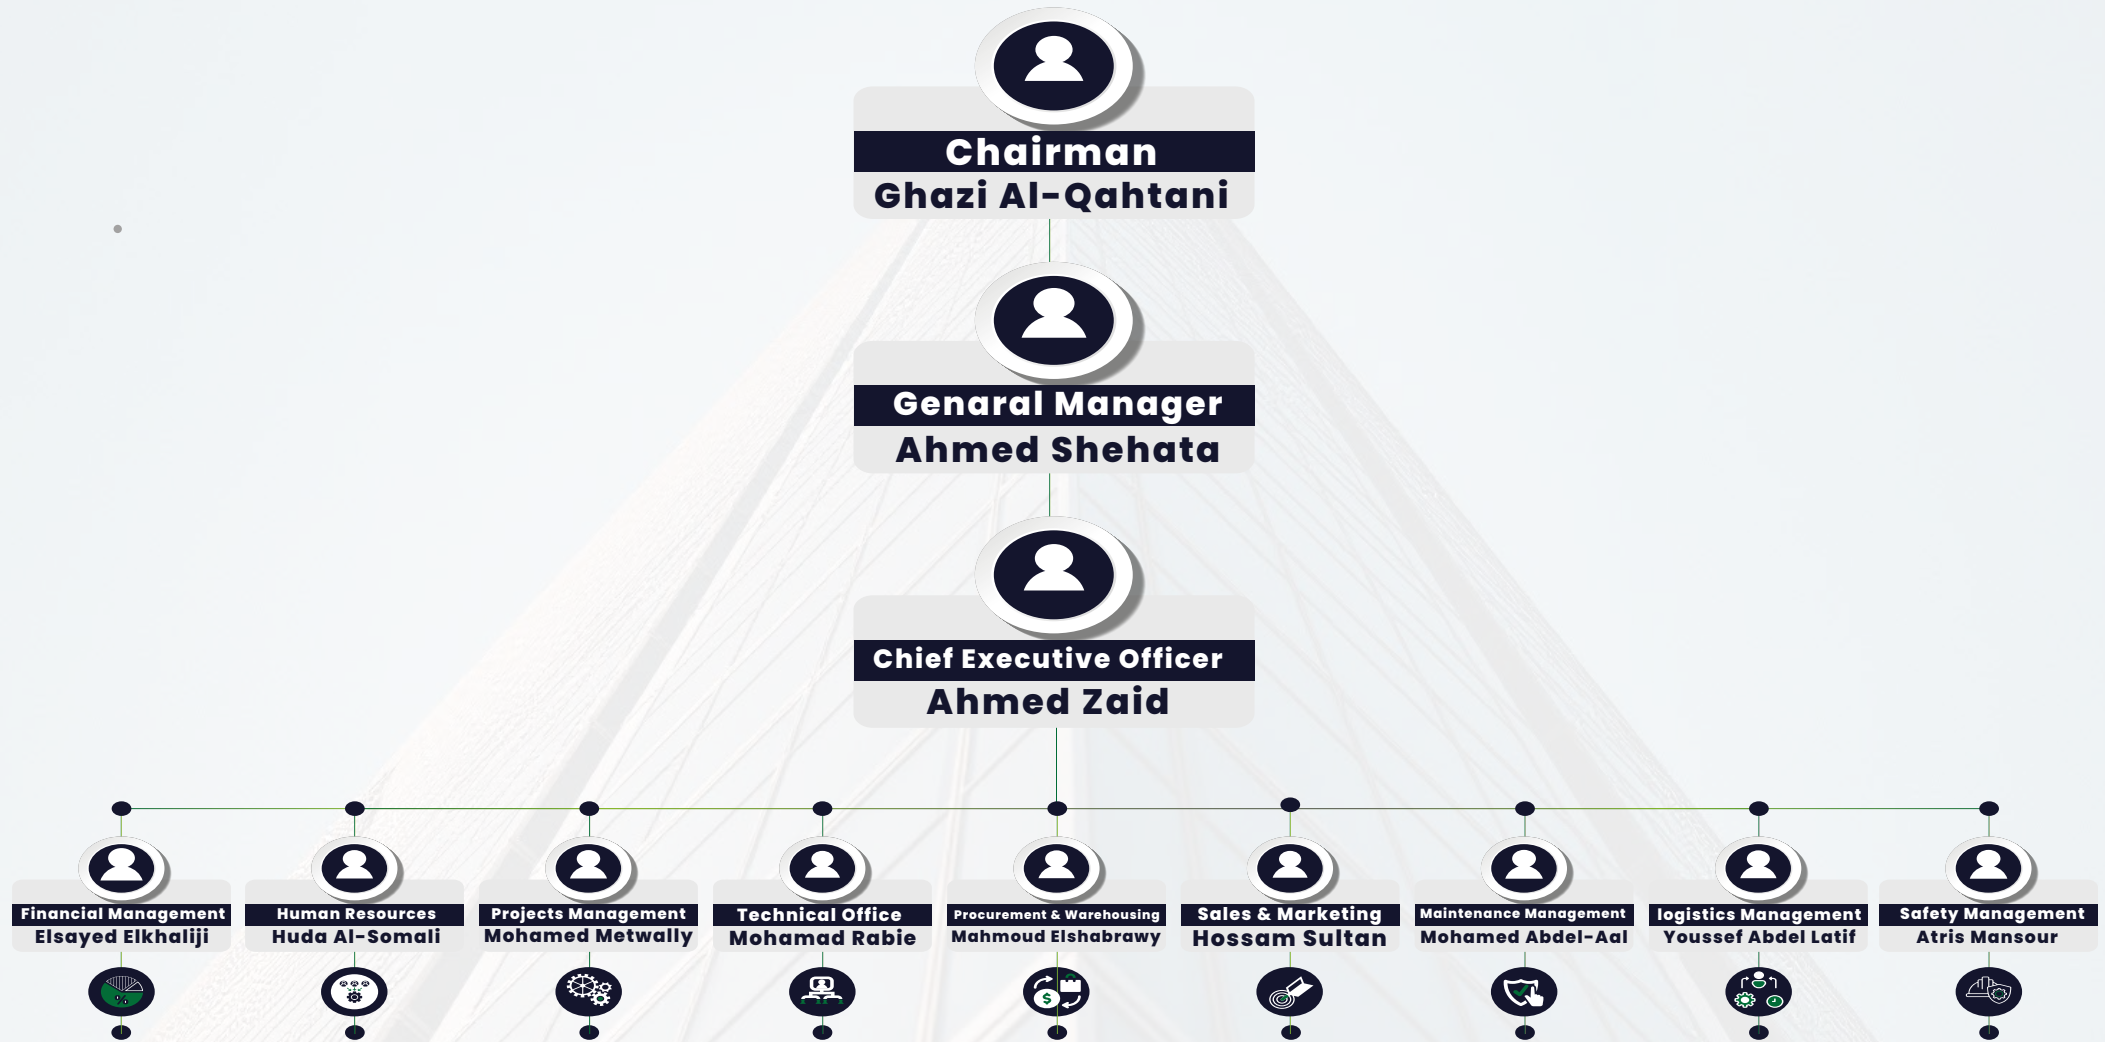 Chairman
Ghazi Al-Qahtani
Genaral Manager
Ahmed Shehata
Chief Executive Officer
Ahmed Zaid
Financial Management
Elsayed Elkhaliji
Human Resources
Huda Al-Somali
Projects Management
Mohamed Metwally
Technical Office
Mohamad Rabie
Procurement & Warehousing
Mahmoud Elshabrawy
Sales & Marketing
Hossam Sultan
Maintenance Management
Mohamed Abdel-Aal
logistics Management
Youssef Abdel Latif
Safety Management
Atris Mansour
$